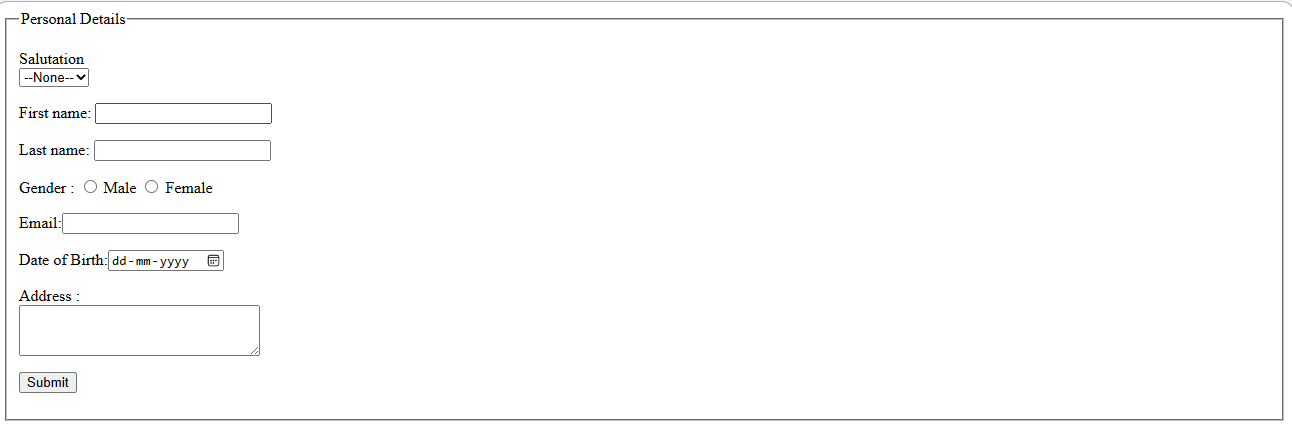 Personal Details
Salutation
--None--
First name:
Last name:
Gender : Male Female
Email:
Date of Birth: dd-mm-yyyy
Address :
Submit